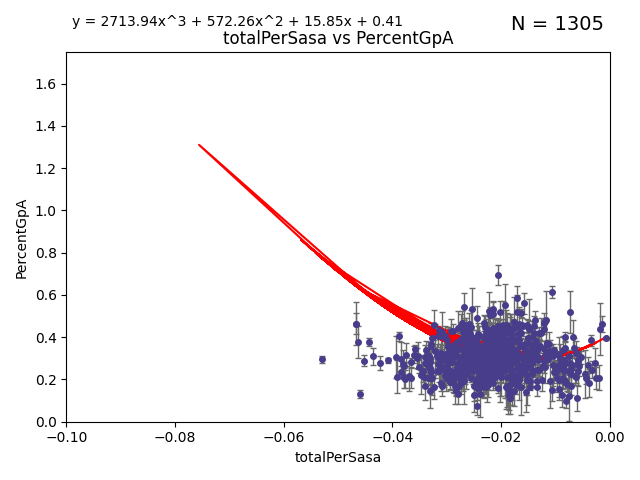 y = 2713.94x^3 + 572.26x^2 + 15.85x + 0.41
N = 1305
totalPerSasa vs PercentGpA
PercentGpA
1.6
1.4
1.2
1.0
0.8
0.6
0.4
0.2
0.0
−0.10 −0.08 −0.06 −0.04 −0.02 0.00
totalPerSasa